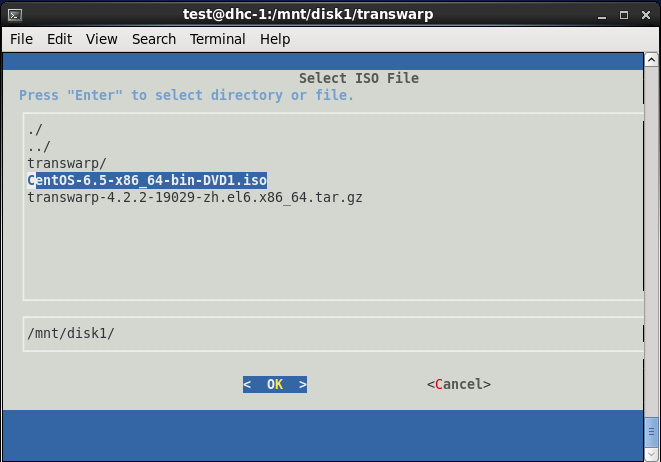 test@dhc-1:/mnt/disk1/transwarp
File Edit View Search Terminal Help
Select ISO File
Press "Enter" to select directory or file.
./
../
transwarp/
CentOS-6.5-x86_64-bin-DVD1.iso
transwarp-4.2.2-19029-zh.el6.x86_64.tar.gz
/mnt/disk1/
< OK > <Cancel>